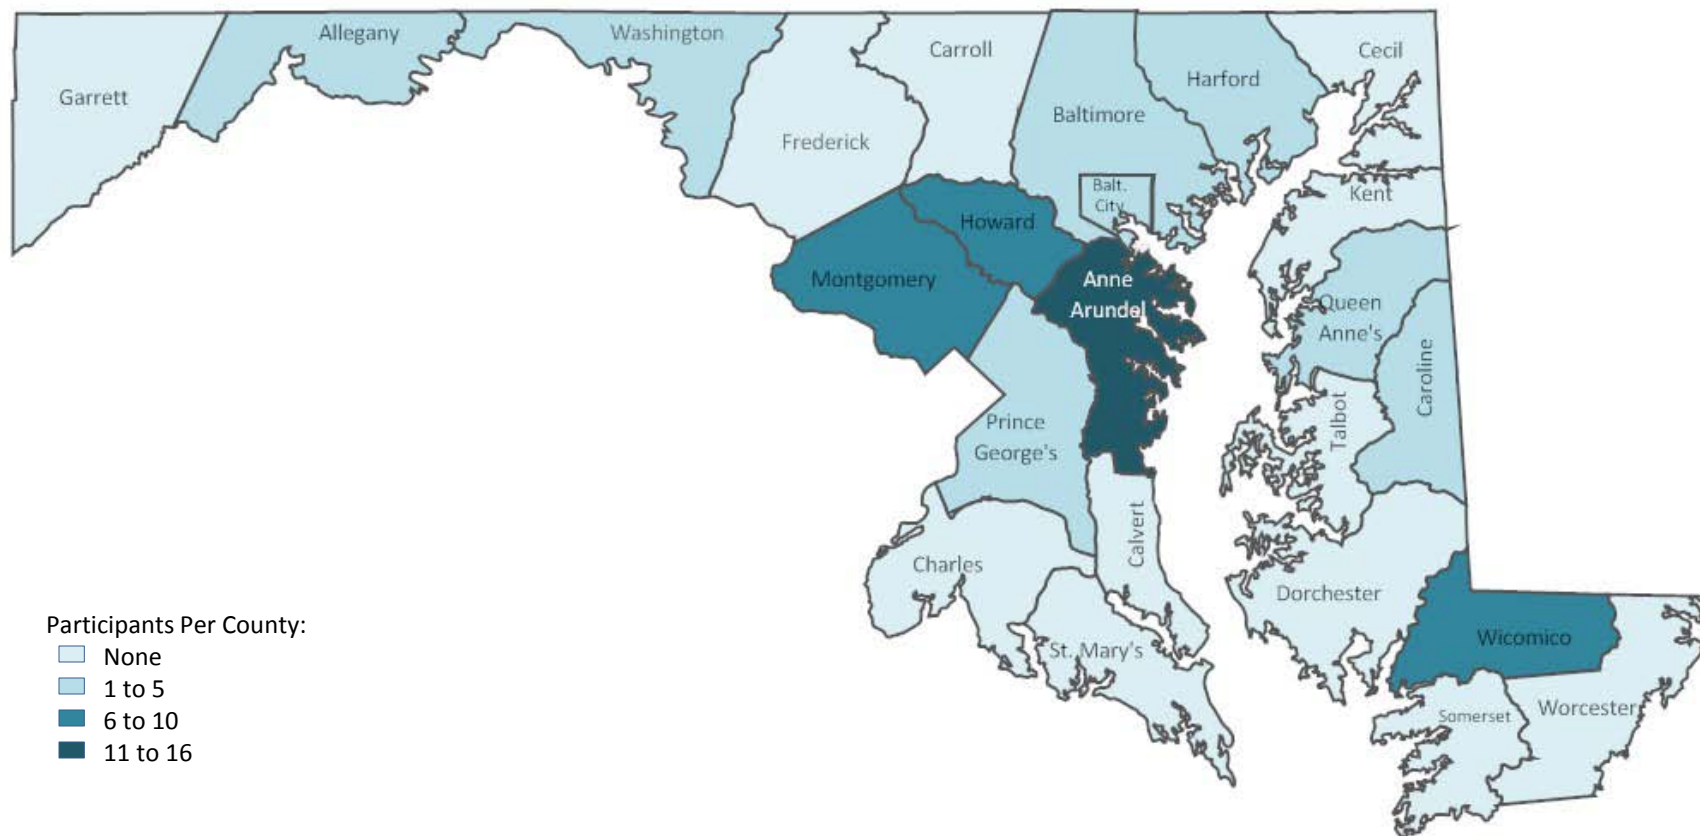 Garrett
Allegany
Washington
Frederick
Carroll
Baltimore
Harford
Cecil
Balt.
City
Kent
Howard
Montgomery
Anne
Arundel
Queen
Anne's
Caroline
Talbot
Prince
George's
Calvert
Charles
St. Mary's
Dorchester
Wicomico
Somerset
Worcester
Participants Per County:
None
1 to 5
6 to 10
11 to 16